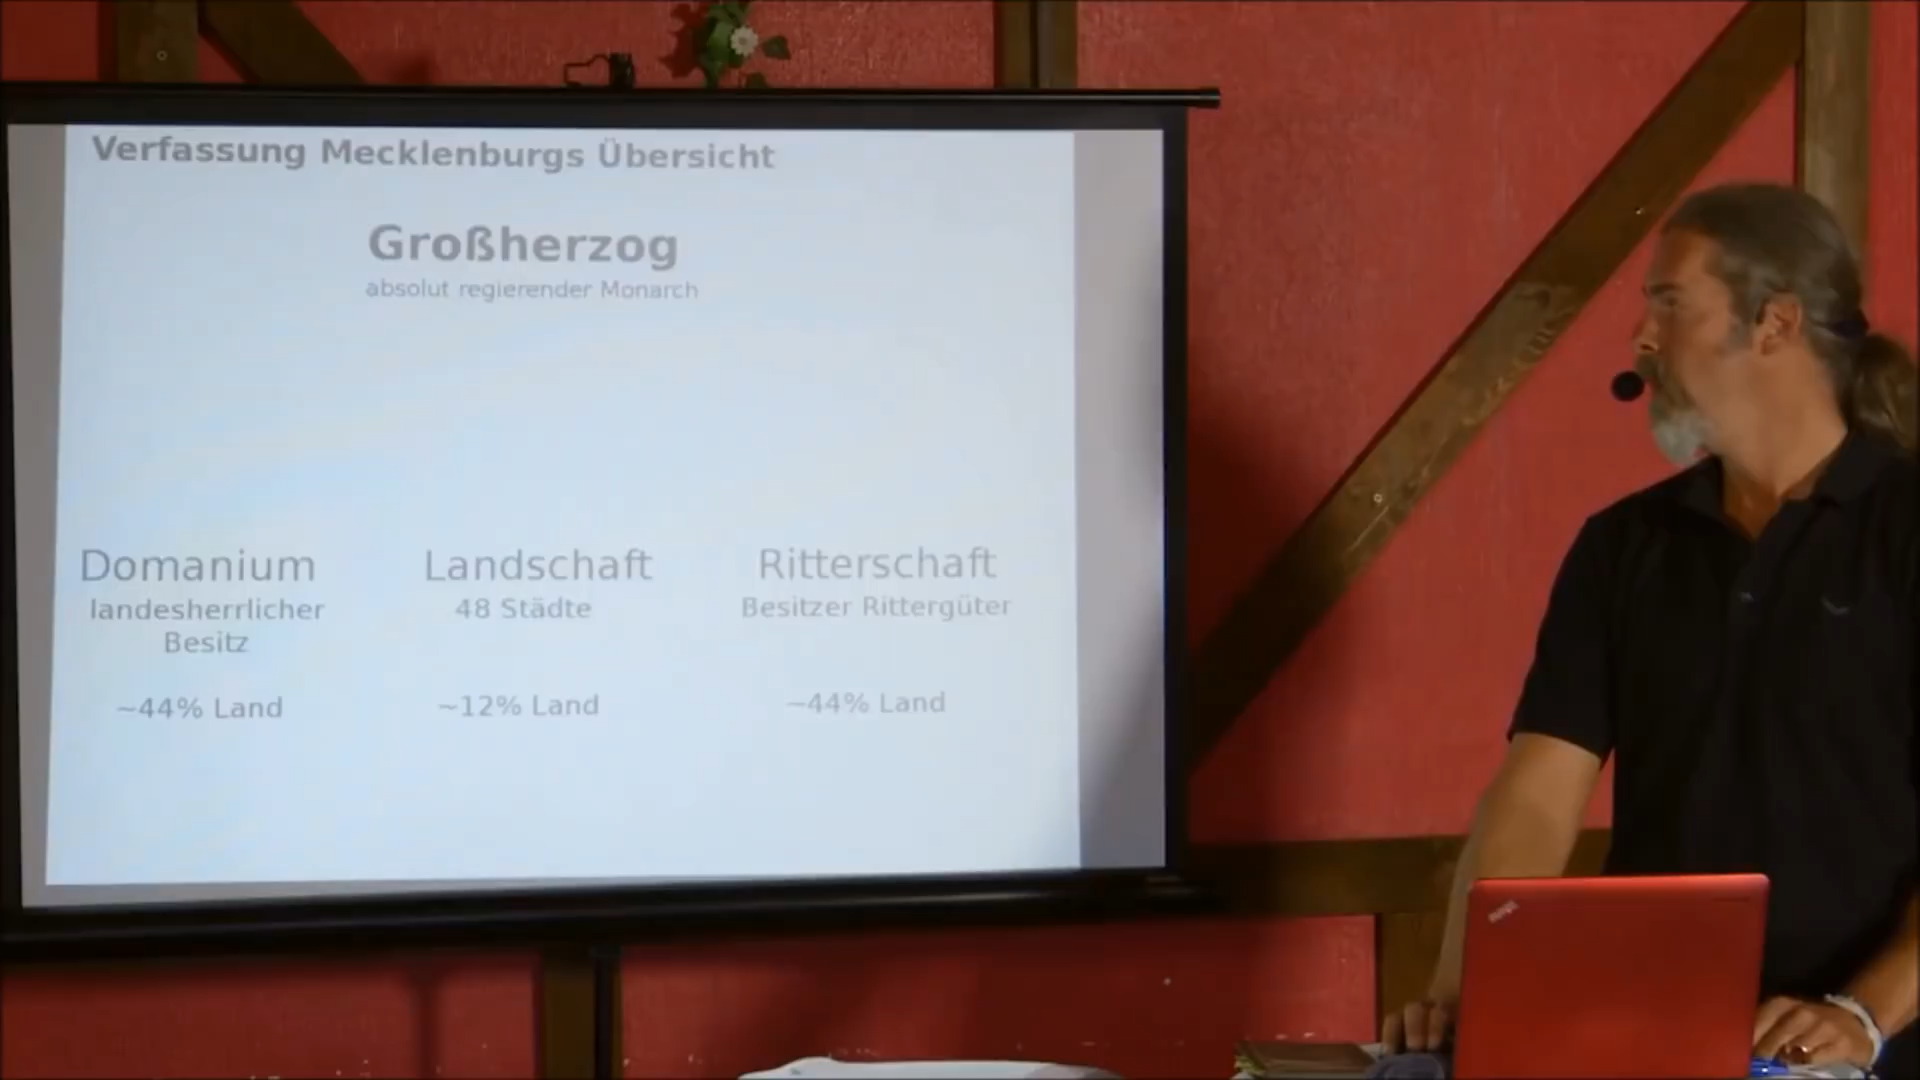 Verfassung Mecklenburgs Übersicht
Großherzog
absolut regierender Monarch
Domanium
landesherrlicher
Besitz
~44% Land
Landschaft
48 Städte
~12% Land
Ritterschaft
Besitzer Rittergüter
~44% Land